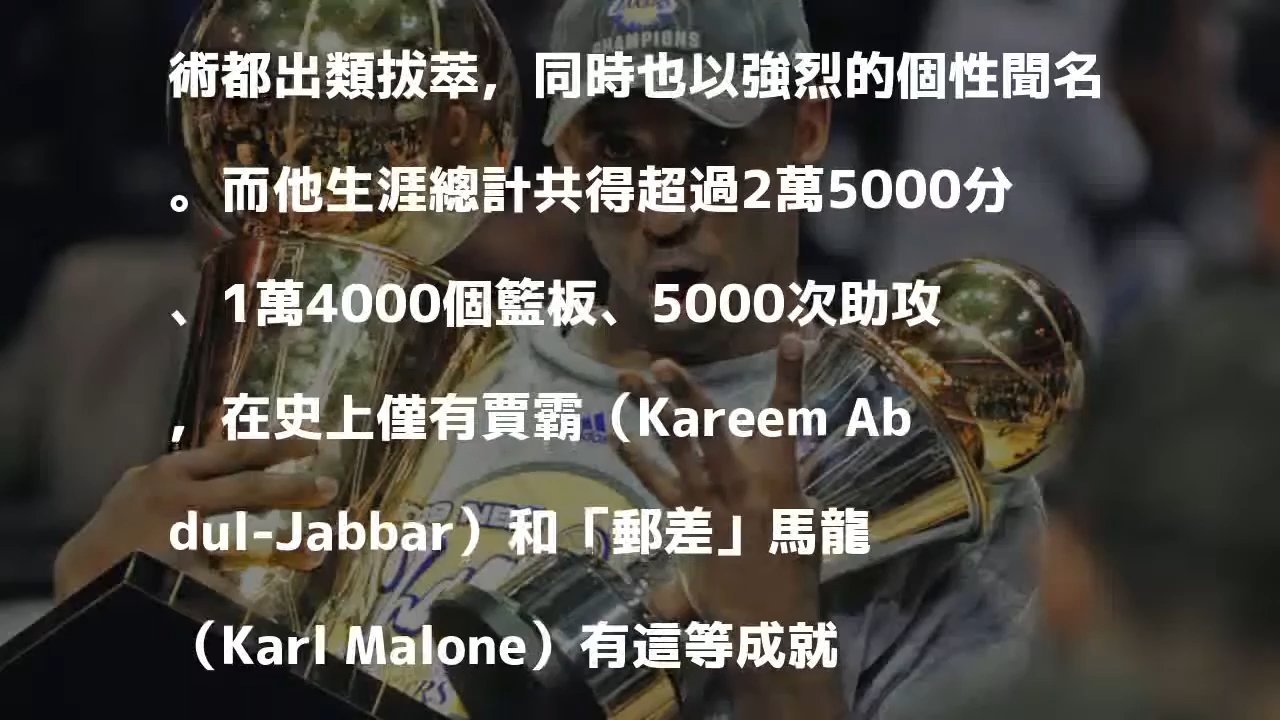 CHAMPIONS
術都出類拔萃，同時也以強烈的個性聞名
。而他生涯總計共得超過2萬5000分
、1萬4000個籃板、5000次助攻
，在史上僅有賈霸（Kareem Ab
dul-Jabbar）和「郵差」馬龍
（Karl Malone）有這等成就